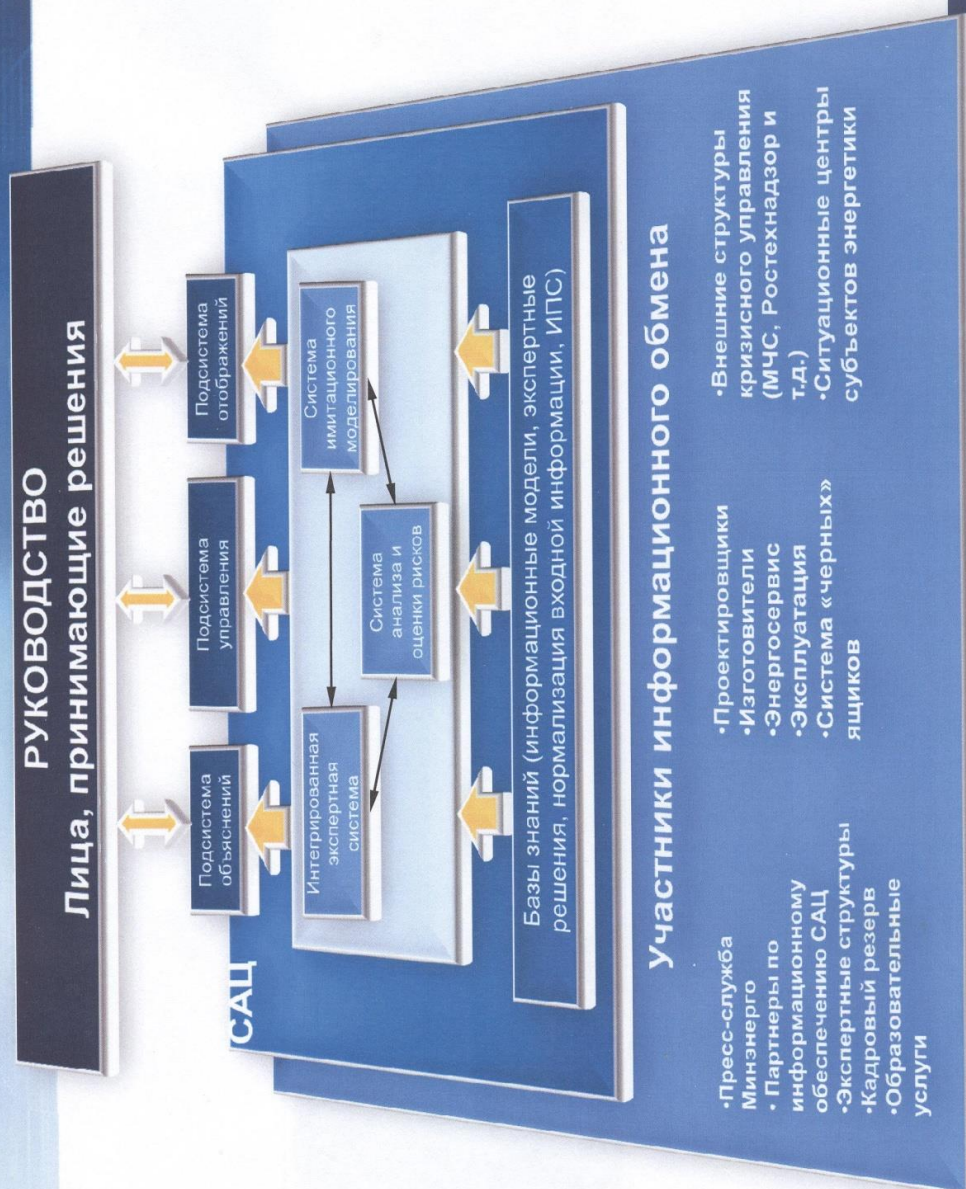 РУКОВОДСТВО
Лица, принимающие решения
Подсистема
объяснений
Подсистема
управления
Подсистема
отображений
САЦ
Интегрированная
экспертная
система
Система
анализа и
оценки рисков
Система
имитационного
моделирования
Базы знаний (информационные модели, экспертные
решения, нормализация входной информации, ИПС)
Участники информационного обмена
•Пресс-служба
Минэнерго
• Партнеры по
информационному
обеспечению САЦ
•Экспертные структуры
•Кадровый резерв
•Образовательные
услуги
•Проектировщики
•Изготовители
•Энергосервис
•Эксплуатация
•Система «черных»
ящиков
•Внешние структуры
кризисного управления
(МЧС, Ростехнадзор и
т.д.)
•Ситуационные центры
субъектов энергетики